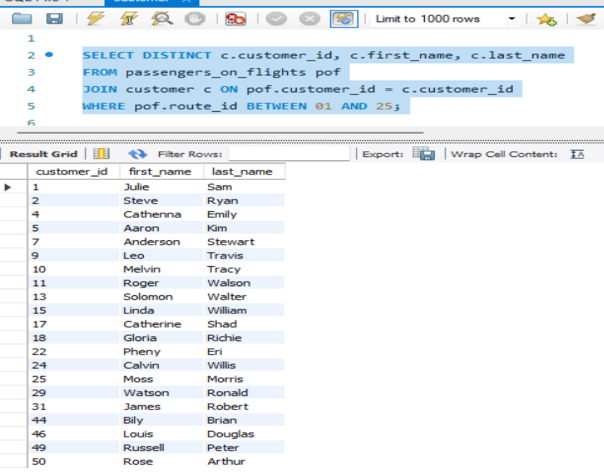 Limit to 1000 rows
1
2 SELECT DISTINCT c.customer_id, c.first_name, c.last_name
3 FROM passengers_on_flights pof
4 JOIN customer c ON pof.customer_id = c.customer_id
5 WHERE pof.route_id BETWEEN 01 AND 25;
6
Result Grid Filter Rows: Export: Wrap Cell Content:
customer_id first_name last_name
1 Julie Sam
2 Steve Ryan
4 Cathenna Emily
5 Aaron Kim
7 Anderson Stewart
9 Leo Travis
10 Melvin Tracy
11 Roger Walson
13 Solomon Walter
15 Linda William
17 Catherine Shad
18 Gloria Richie
22 Pheny Eri
24 Calvin Willis
25 Moss Morris
29 Watson Ronald
31 James Robert
44 Bily Brian
46 Louis Douglas
49 Russell Peter
50 Rose Arthur